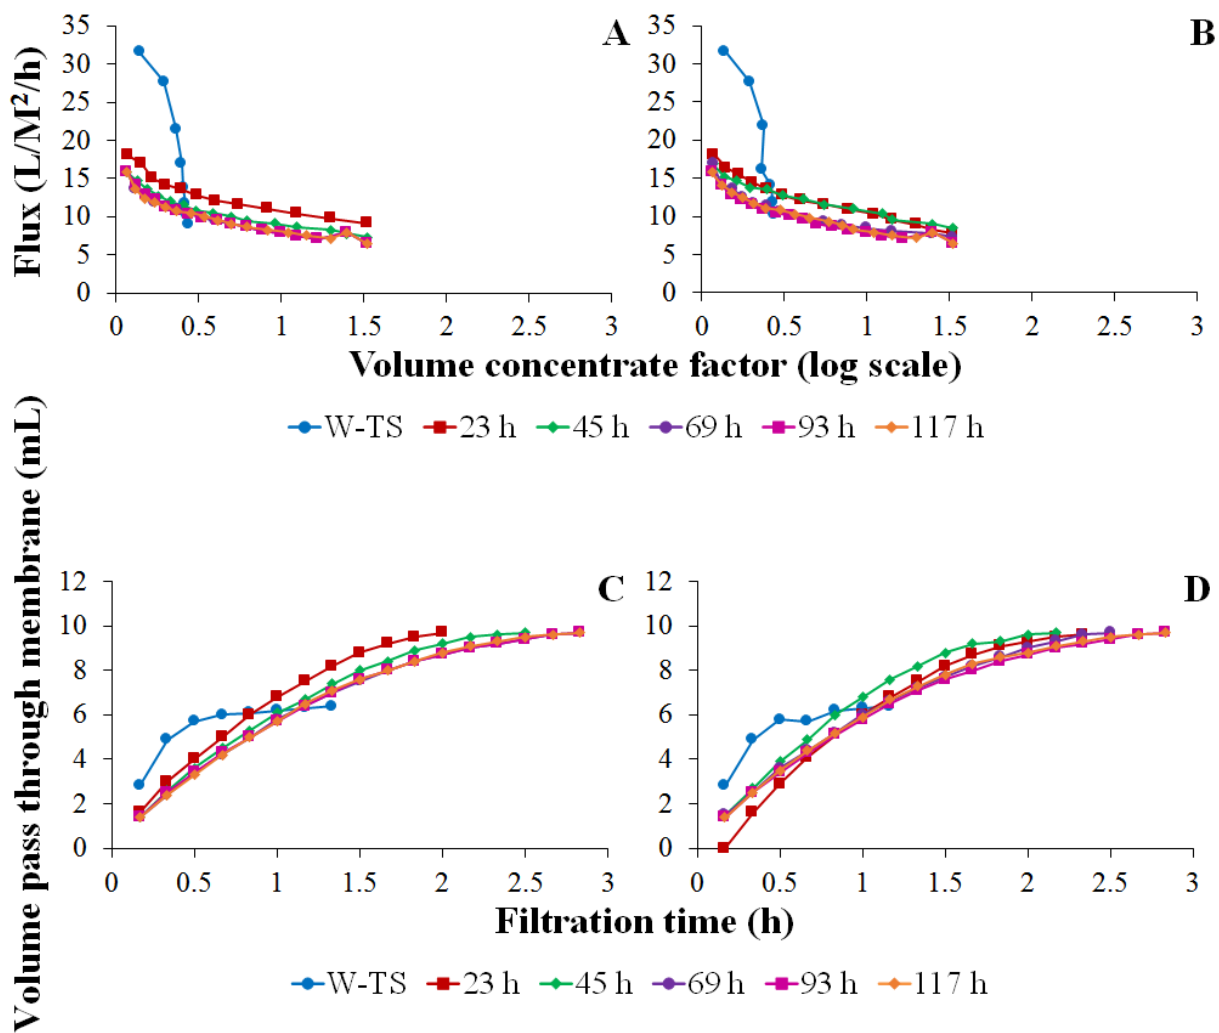 Flux (L/M²/h)
35
30
25
20
15
10
5
0
A
0 0.5 1 1.5 2 2.5 3
35
30
25
20
15
10
5
0
B
0 0.5 1 1.5 2 2.5 3
Volume concentrate factor (log scale)
W-TS 23 h 45 h 69 h 93 h 117 h
Volume pass through membrane (mL)
12
10
8
6
4
2
0
C
0 0.5 1 1.5 2 2.5 3
12
10
8
6
4
2
0
D
0 0.5 1 1.5 2 2.5 3
Filtration time (h)
W-TS 23 h 45 h 69 h 93 h 117 h